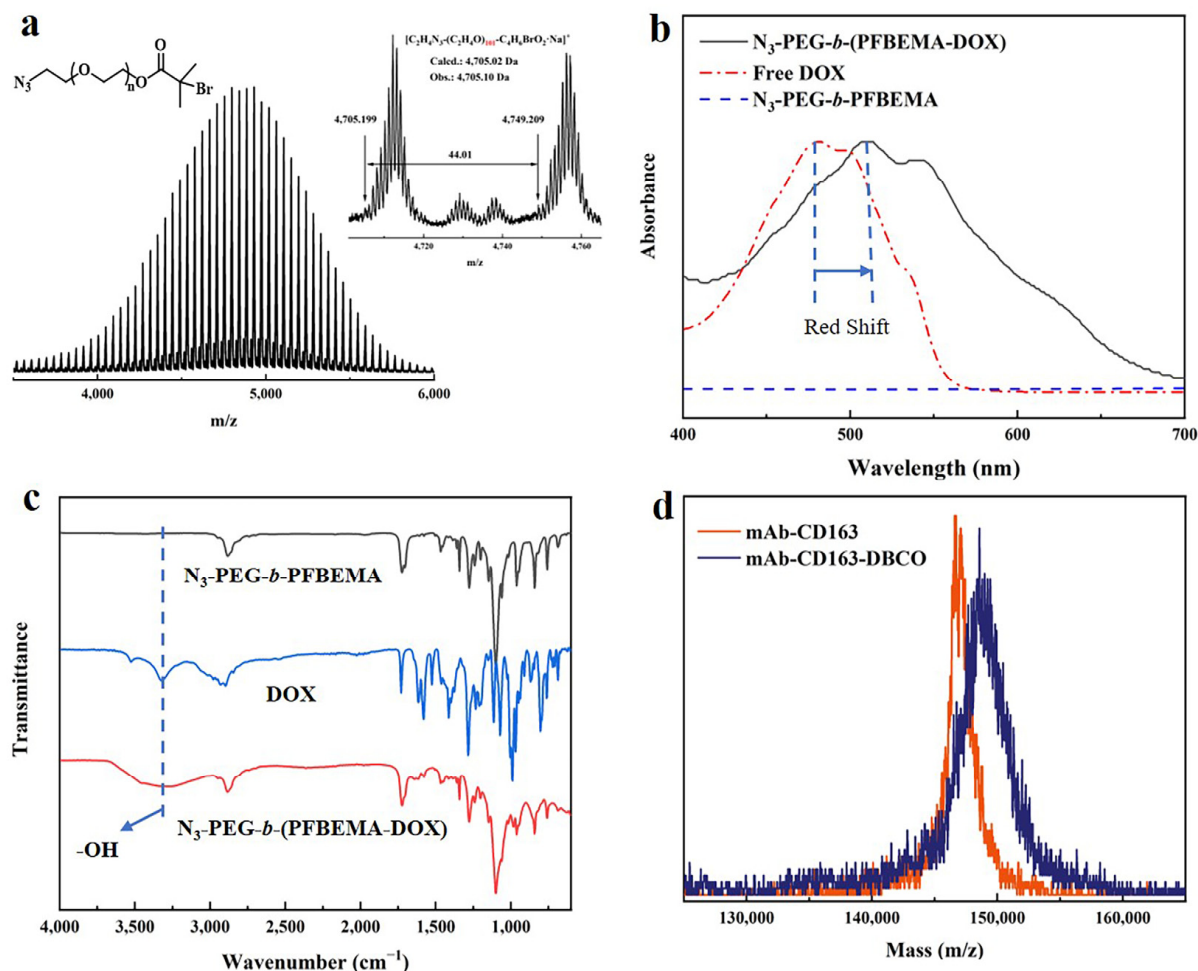 a
N₃
O
n
O
O
Br
[C₂H₄N₃-(C₂H₄O)₁₀₁-C₄H₆BrO₂·Na]⁺
Calcd.: 4,705.02 Da
Obs.: 4,705.10 Da
4,705.199
4,749.209
44.01
4,720
4,740
4,760
m/z
4,000
5,000
6,000
m/z
b
N₃-PEG-b-(PFBEMA-DOX)
Free DOX
N₃-PEG-b-PFBEMA
Absorbance
Red Shift
400
500
600
700
Wavelength (nm)
c
N₃-PEG-b-PFBEMA
DOX
N₃-PEG-b-(PFBEMA-DOX)
-OH
Transmittance
4,000
3,500
3,000
2,500
2,000
1,500
1,000
Wavenumber (cm⁻¹)
d
mAb-CD163
mAb-CD163-DBCO
130,000
140,000
150,000
160,000
Mass (m/z)